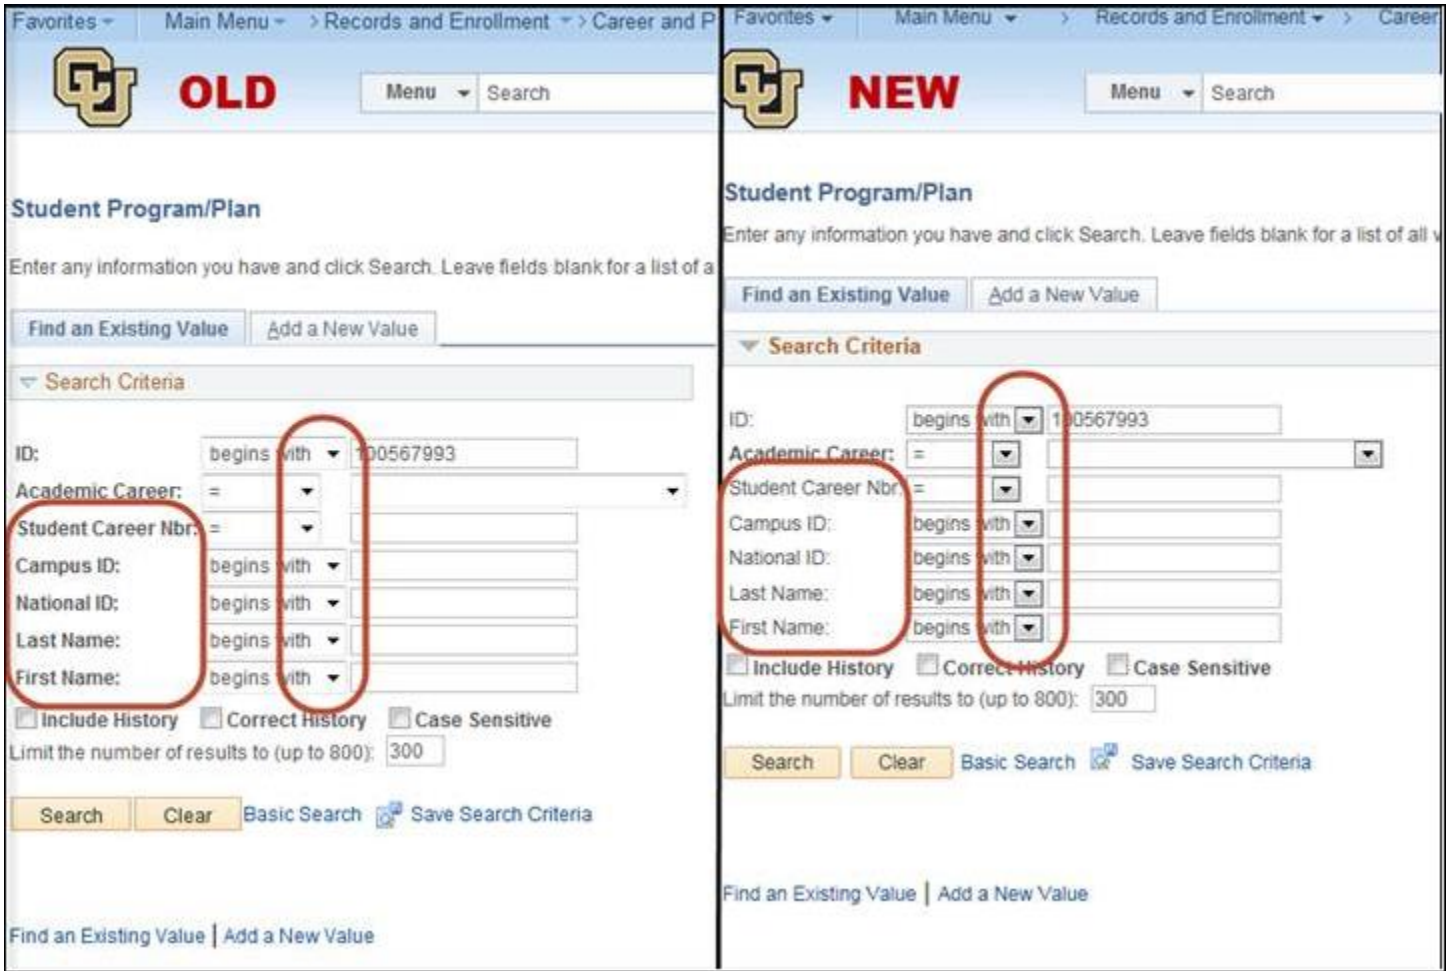 Favorites Main Menu > Records and Enrollment > Career and P
CU OLD Menu Search
Student Program/Plan
Enter any information you have and click Search. Leave fields blank for a list of a
Find an Existing Value Add a New Value
Search Criteria
ID: begins with 100567993
Academic Career: =
Student Career Nbr: =
Campus ID: begins with
National ID: begins with
Last Name: begins with
First Name: begins with
Include History Correct History Case Sensitive
Limit the number of results to (up to 800): 300
Search Clear Basic Search Save Search Criteria
Find an Existing Value | Add a New Value
Favorites Main Menu > Records and Enrollment > Career
CU NEW Menu Search
Student Program/Plan
Enter any information you have and click Search. Leave fields blank for a list of all v
Find an Existing Value Add a New Value
Search Criteria
ID: begins with 100567993
Academic Career: =
Student Career Nbr: =
Campus ID: begins with
National ID: begins with
Last Name: begins with
First Name: begins with
Include History Correct History Case Sensitive
Limit the number of results to (up to 800): 300
Search Clear Basic Search Save Search Criteria
Find an Existing Value | Add a New Value